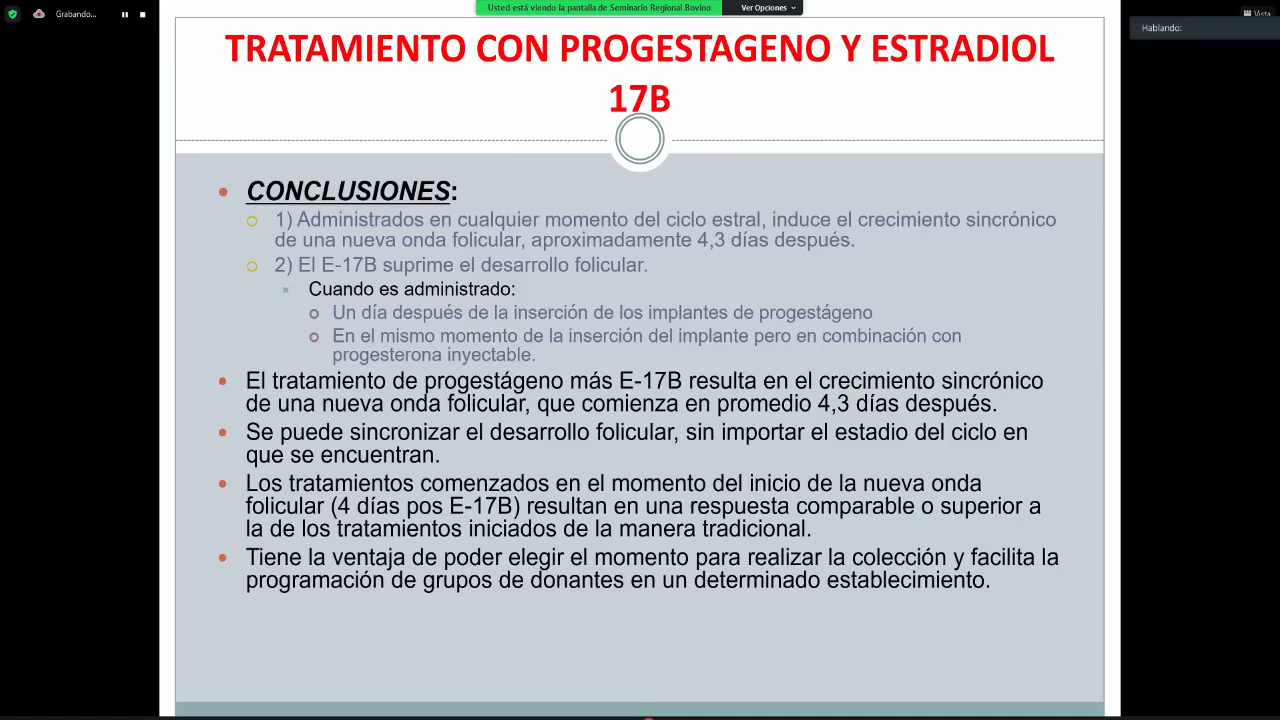 Grabando...
Usted está viendo la pantalla de Seminario Regional Bovino
Ver Opciones
Vista
Hablando:
TRATAMIENTO CON PROGESTAGENO Y ESTRADIOL
17B
CONCLUSIONES:
1) Administrados en cualquier momento del ciclo estral, induce el crecimiento sincrónico
de una nueva onda folicular, aproximadamente 4,3 días después.
2) El E-17B suprime el desarrollo folicular.
Cuando es administrado:
Un día después de la inserción de los implantes de progestágeno
En el mismo momento de la inserción del implante pero en combinación con
progesterona inyectable.
El tratamiento de progestágeno más E-17B resulta en el crecimiento sincrónico
de una nueva onda folicular, que comienza en promedio 4,3 días después.
Se puede sincronizar el desarrollo folicular, sin importar el estadio del ciclo en
que se encuentran.
Los tratamientos comenzados en el momento del inicio de la nueva onda
folicular (4 días pos E-17B) resultan en una respuesta comparable o superior a
la de los tratamientos iniciados de la manera tradicional.
Tiene la ventaja de poder elegir el momento para realizar la colección y facilita la
programación de grupos de donantes en un determinado establecimiento.